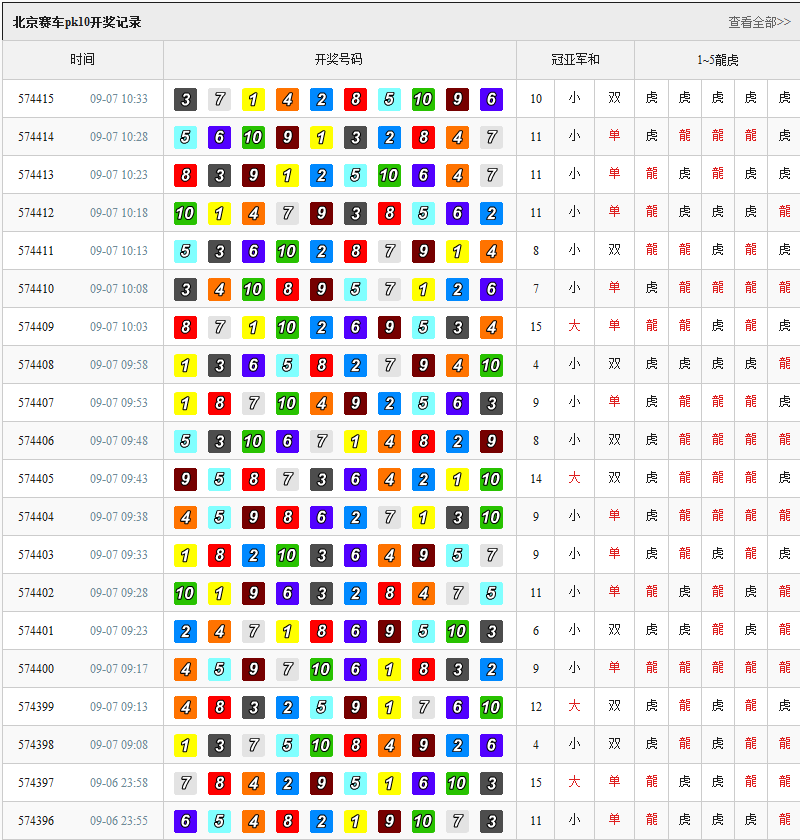 北京赛车pk10开奖记录 查看全部>>
时间 开奖号码 冠亚军和 1~5龍虎
574415 09-07 10:33 3 7 1 4 2 8 5 10 9 6 10 小 双 虎 虎 虎 虎 虎
574414 09-07 10:28 5 6 10 9 1 3 2 8 4 7 11 小 单 虎 龍 龍 龍 虎
574413 09-07 10:23 8 3 9 1 2 5 10 6 4 7 11 小 单 龍 虎 龍 虎 虎
574412 09-07 10:18 10 1 4 7 9 3 8 5 6 2 11 小 单 龍 虎 虎 虎 龍
574411 09-07 10:13 5 3 6 10 2 8 7 9 1 4 8 小 双 龍 龍 虎 龍 虎
574410 09-07 10:08 3 4 10 8 9 5 7 1 2 6 7 小 单 虎 龍 龍 龍 龍
574409 09-07 10:03 8 7 1 10 2 6 9 5 3 4 15 大 单 龍 龍 虎 龍 虎
574408 09-07 09:58 1 3 6 5 8 2 7 9 4 10 4 小 双 虎 虎 虎 虎 龍
574407 09-07 09:53 1 8 7 10 4 9 2 5 6 3 9 小 单 虎 龍 龍 龍 虎
574406 09-07 09:48 5 3 10 6 7 1 4 8 2 9 8 小 双 虎 龍 龍 龍 龍
574405 09-07 09:43 9 5 8 7 3 6 4 2 1 10 14 大 双 虎 龍 龍 龍 虎
574404 09-07 09:38 4 5 9 8 6 2 7 1 3 10 9 小 单 虎 龍 龍 龍 龍
574403 09-07 09:33 1 8 2 10 3 6 4 9 5 7 9 小 单 虎 龍 虎 龍 虎
574402 09-07 09:28 10 1 9 6 3 2 8 4 7 5 11 小 单 龍 虎 龍 虎 龍
574401 09-07 09:23 2 4 7 1 8 6 9 5 10 3 6 小 双 虎 虎 龍 虎 龍
574400 09-07 09:17 4 5 9 7 10 6 1 8 3 2 9 小 单 龍 龍 龍 龍 龍
574399 09-07 09:13 4 8 3 2 5 9 1 7 6 10 12 大 双 虎 龍 虎 龍 虎
574398 09-07 09:08 1 3 7 5 10 8 4 9 2 6 4 小 双 虎 龍 虎 龍 龍
574397 09-06 23:58 7 8 4 2 9 5 1 6 10 3 15 大 单 龍 虎 虎 龍 龍
574396 09-06 23:55 6 5 4 8 2 1 9 10 7 3 11 小 单 龍 虎 虎 虎 龍